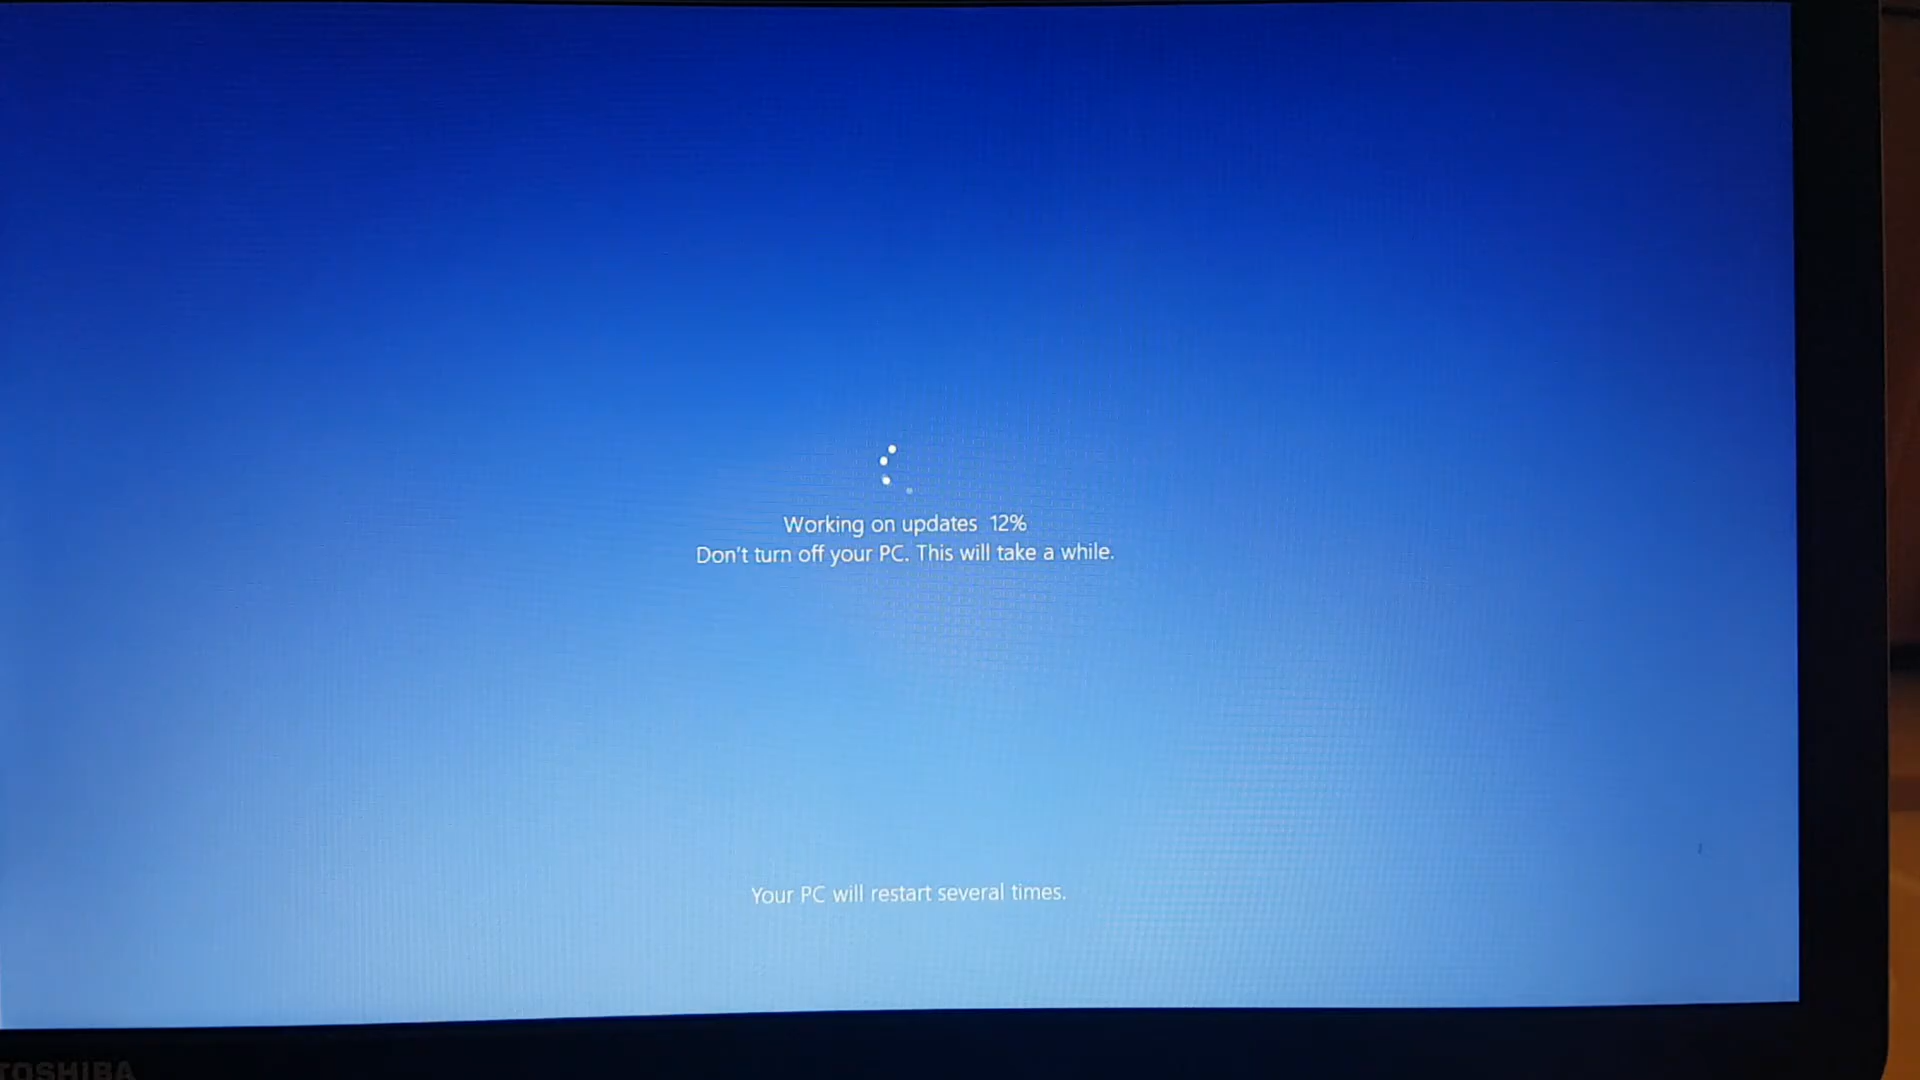 Working on updates 12%
Don't turn off your PC. This will take a while.
Your PC will restart several times.
TOSHIBA